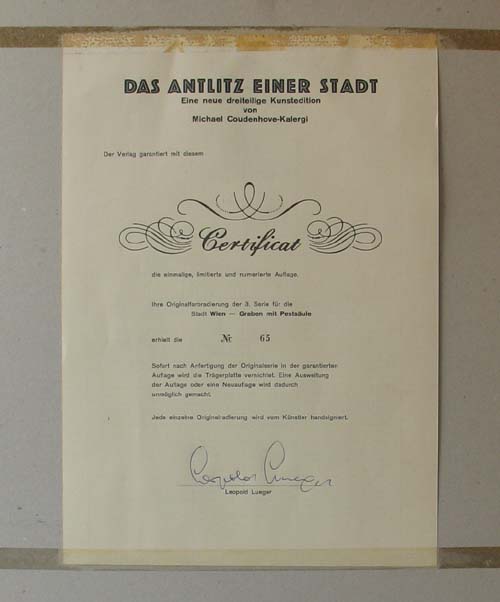 DAS ANTLITZ EINER STADT
Eine neue dreiteilige Kunstedition
von
Michael Coudenhove-Kalergi
Der Verlag garantiert mit diesem
Certificat
die einmalige, limitierte und numerierte Auflage.
Ihre Originalfarbradierung der 3. Serie für die
Stadt Wien — Graben mit Pestsäule
erhielt die № 65
Sofort nach Anfertigung der Originalserie in der garantierten
Auflage wird die Trägerplatte vernichtet. Eine Ausweitung
der Auflage oder eine Neuauflage wird dadurch
unmöglich gemacht.
Jede einzelne Originalradierung wird vom Künstler handsigniert.
Leopold Lueger
Leopold Lueger